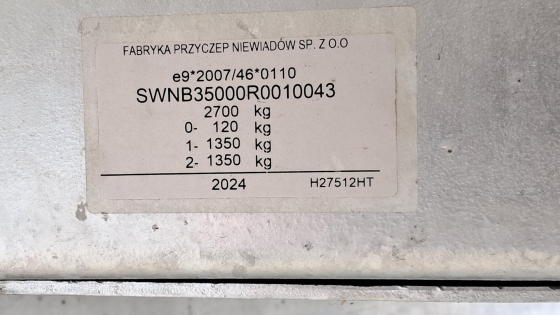 FABRYKA PRZYCZEP NIEWIADÓW SP. Z O.O
e9*2007/46*0110
SWNB35000R0010043
2700 kg
0- 120 kg
1- 1350 kg
2- 1350 kg
2024 H27512HT